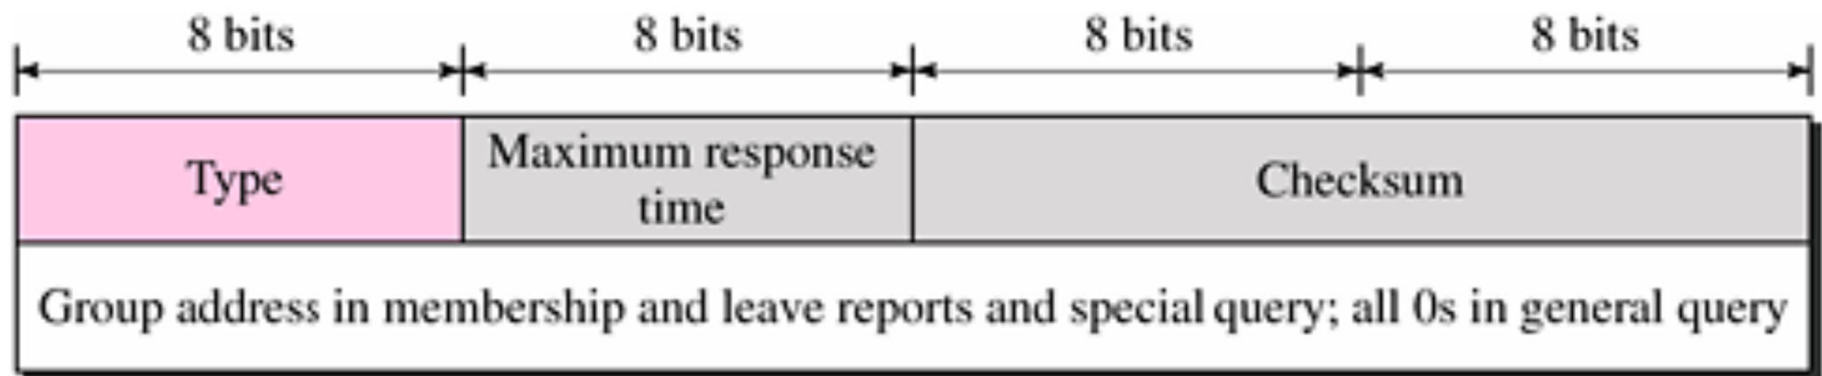 8 bits 8 bits 8 bits 8 bits
Type
Maximum response
time
Checksum
Group address in membership and leave reports and special query; all 0s in general query